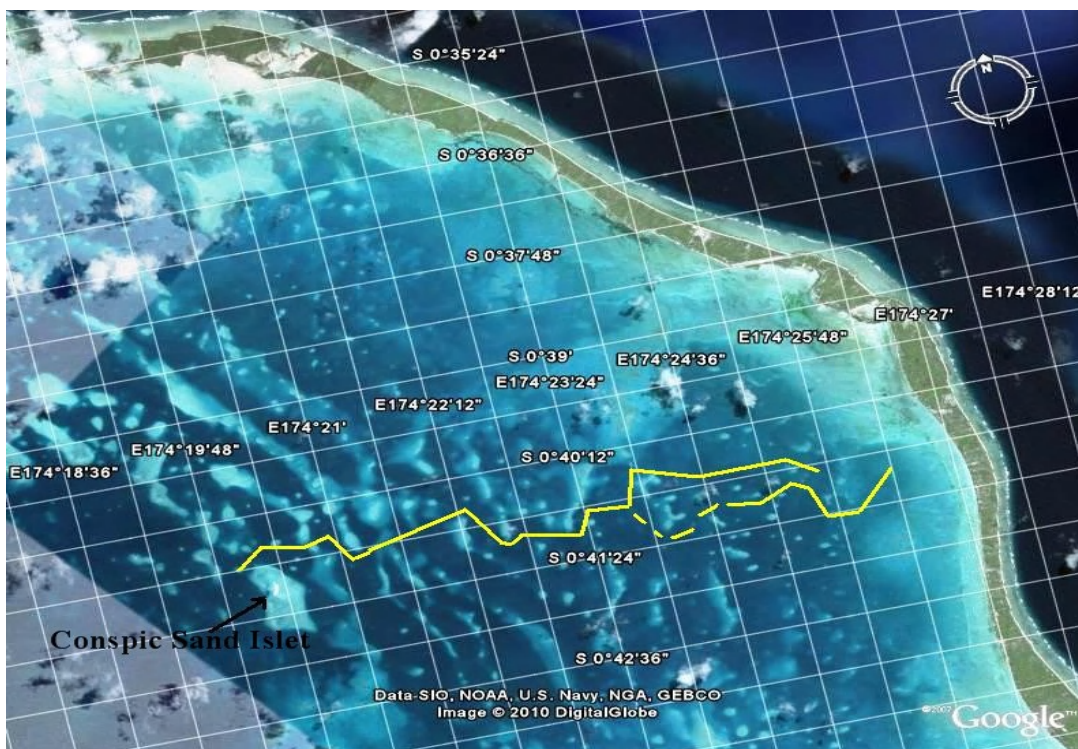 S 0°35'24"
N
S 0°36'36"
S 0°37'48"
E174°28'12
E174°27'
E174°25'48"
S 0°39'
E174°24'36"
E174°23'24"
E174°22'12"
E174°21'
E174°19'48"
S 0°40'12"
E174°18'36"
S 0°41'24"
Conspic Sand Islet
S 0°42'36"
Data SIO, NOAA, U.S. Navy, NGA, GEBCO
Image © 2010 DigitalGlobe
©2007 Google™